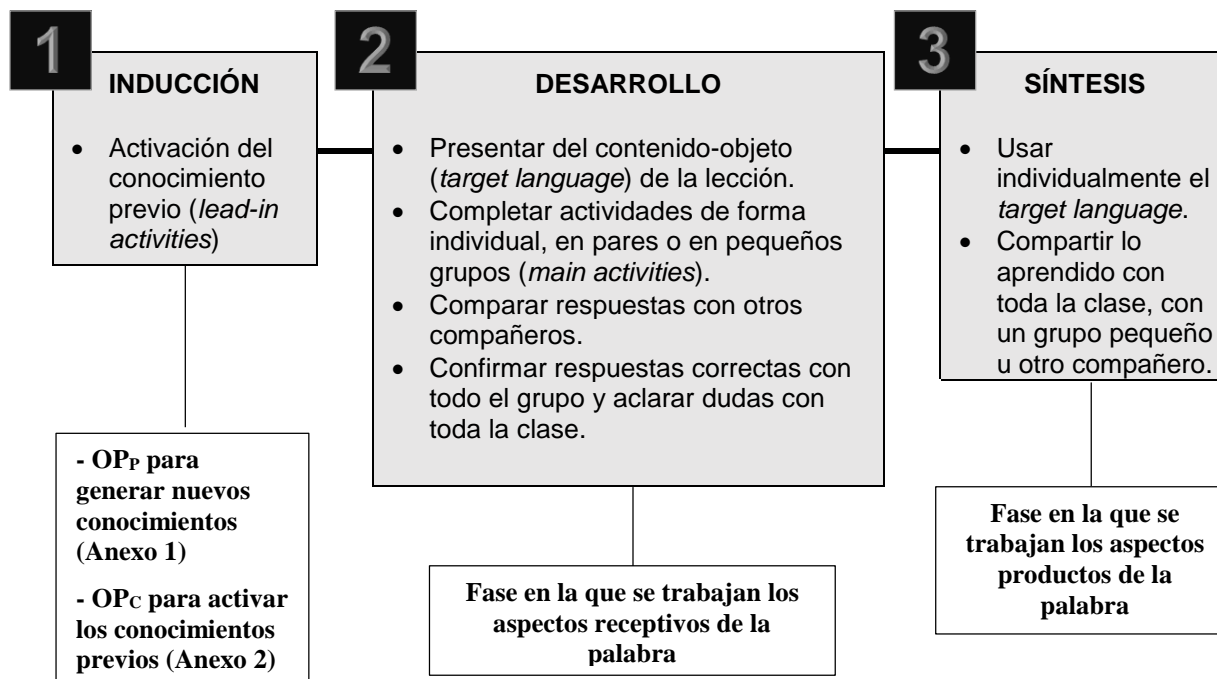 1
INDUCCIÓN
• Activación del
conocimiento
previo (lead-in
activities)
- OPP para
generar nuevos
conocimientos
(Anexo 1)
- OPC para activar
los conocimientos
previos (Anexo 2)
2
DESARROLLO
• Presentar del contenido-objeto
(target language) de la lección.
• Completar actividades de forma
individual, en pares o en pequeños
grupos (main activities).
• Comparar respuestas con otros
compañeros.
• Confirmar respuestas correctas con
todo el grupo y aclarar dudas con
toda la clase.
Fase en la que se trabajan los
aspectos receptivos de la
palabra
3
SÍNTESIS
• Usar
individualmente el
target language.
• Compartir lo
aprendido con
toda la clase, con
un grupo pequeño
u otro compañero.
Fase en la que se
trabajan los aspectos
productos de la
palabra